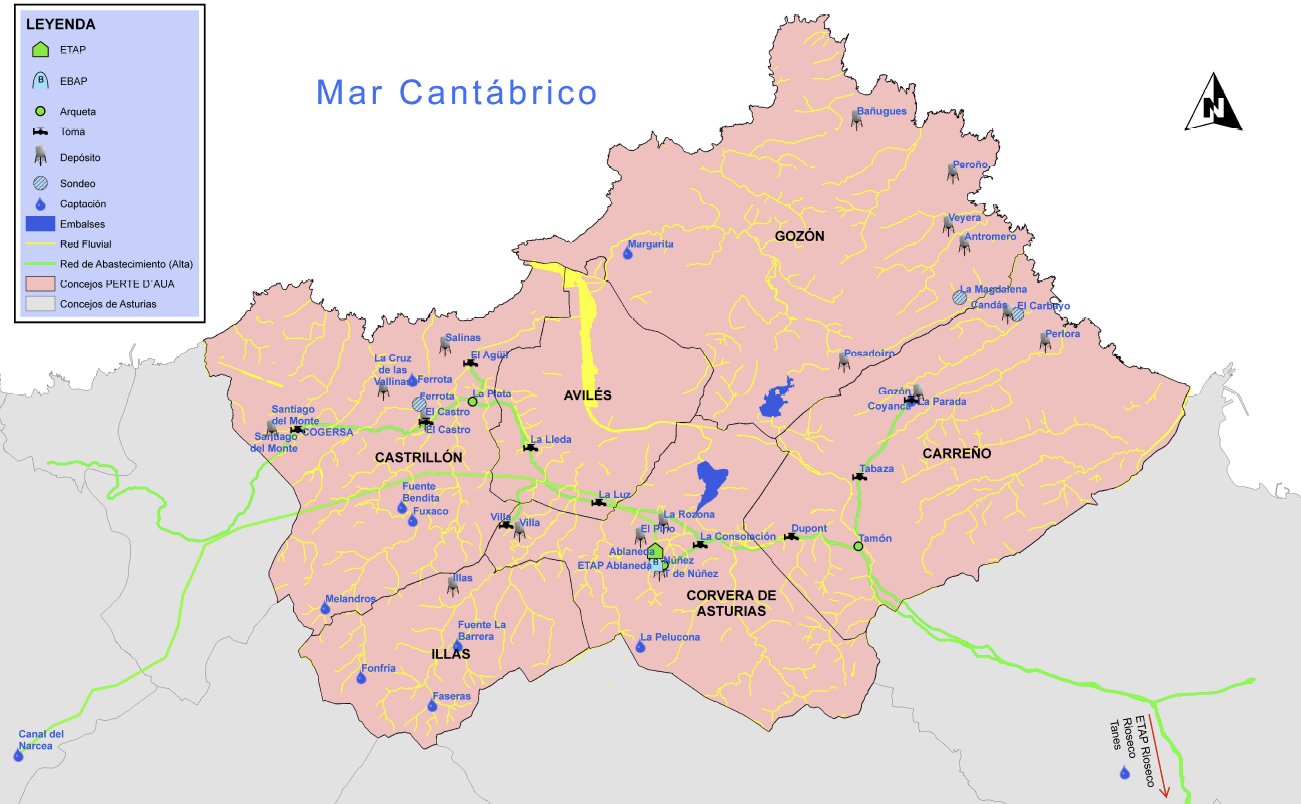 LEYENDA
ETAP
B
EBAP
Arqueta
Toma
Depósito
Sondeo
Captación
Embalses
Red Fluvial
Red de Abastecimiento (Alta)
Concejos PERTE D'AUA
Concejos de Asturias
Mar Cantábrico
N
Bañugues
Peroño
Veyera
Antromero
GOZÓN
Margarita
La Magdalena
Candás
El Carbayo
Perlora
Posadoiro
Salinas
El Agüil
La Cruz
de las
Vallinas
Ferrota
Ferrota
La Plata
El Castro
El Castro
AVILÉS
Gozón
Coyanca
La Parada
Santiago
del Monte
COGERSA
Santiago
del Monte
CASTRILLÓN
La Lleda
CARREÑO
Tabaza
Fuente
Bendita
Fuxaco
La Luz
Villa
Villa
La Rozona
El Pino
La Consolación
Dupont
Tamón
Ablaneda
Núñez
B
ETAP Ablaneda
T de Núñez
Illas
CORVERA DE
ASTURIAS
Melandros
Fuente La
Barrera
ILLAS
La Pelucona
Fonfría
Faseras
Canal del
Narcea
ETAP Rioseco
Rioseco
Tanes